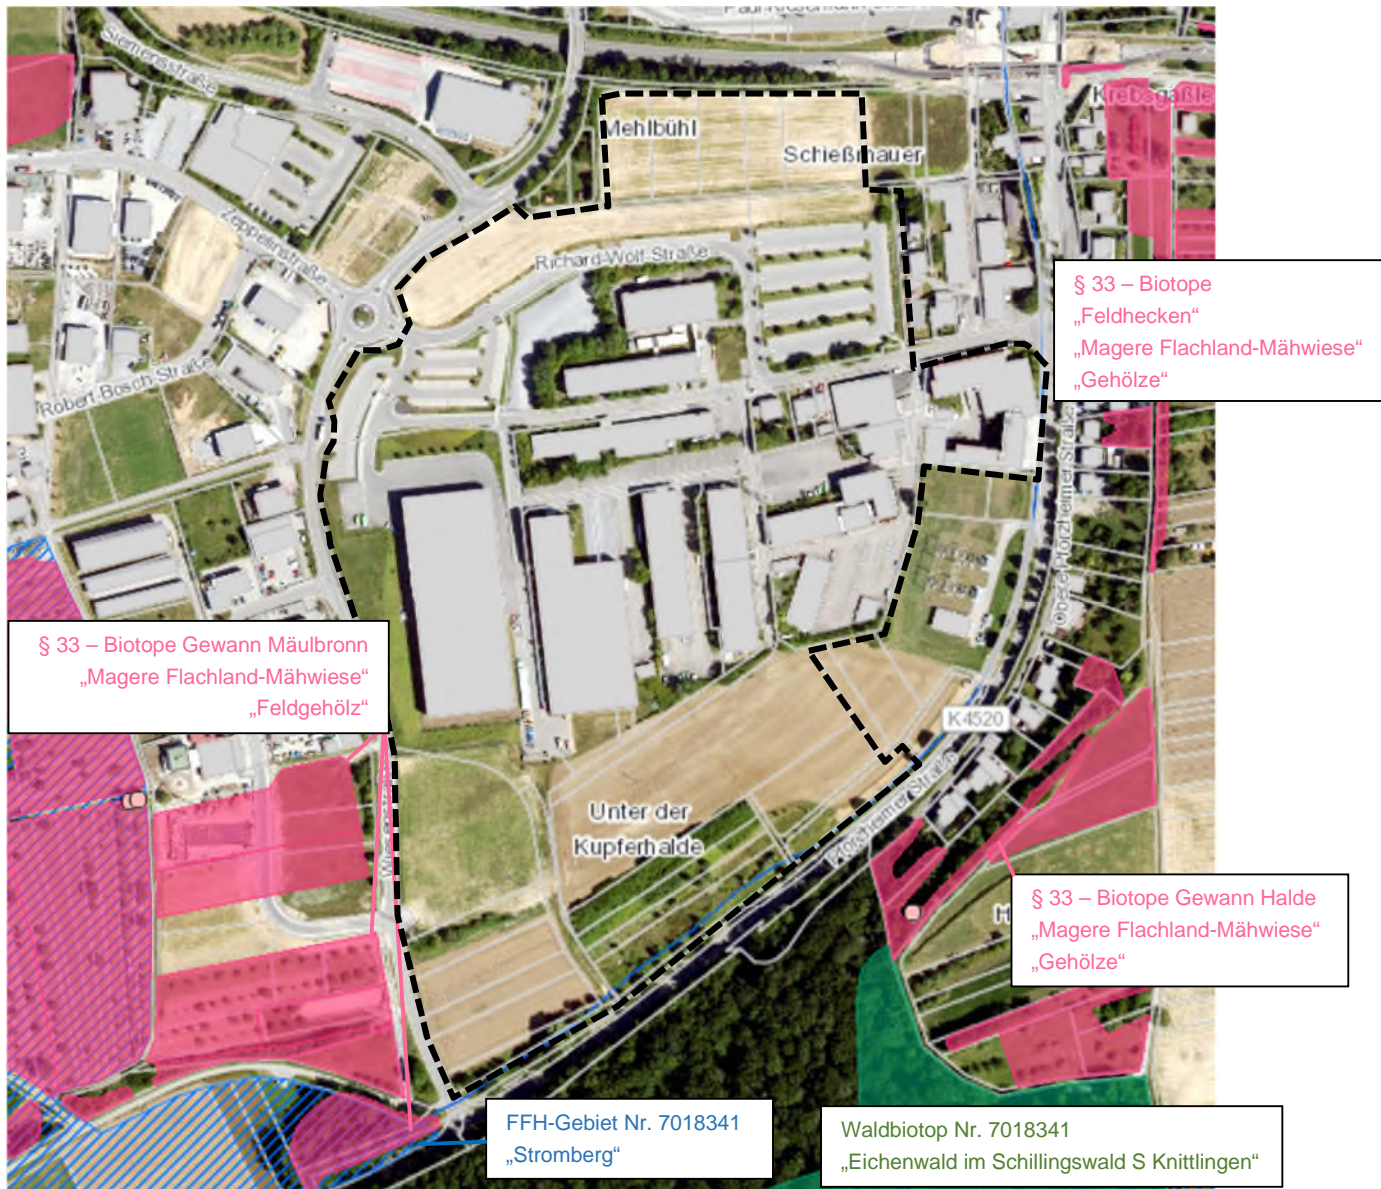 Siemensstraße
Krebsgäßle
Mehlbühl
Schießmauer
Zeppelinstraße
Richard-Wolf-Straße
§ 33 – Biotope
„Feldhecken“
„Magere Flachland-Mähwiese“
„Gehölze“
Robert-Bosch-Straße
Obere Pforzheimer Straße
§ 33 – Biotope Gewann Mäulbronn
„Magere Flachland-Mähwiese“
„Feldgehölz“
K4520
Unter der
Kupferhalde
Pforzheimer Straße
Wiesenstraße
§ 33 – Biotope Gewann Halde
„Magere Flachland-Mähwiese“
„Gehölze“
H
FFH-Gebiet Nr. 7018341
„Stromberg“
Waldbiotop Nr. 7018341
„Eichenwald im Schillingswald S Knittlingen“